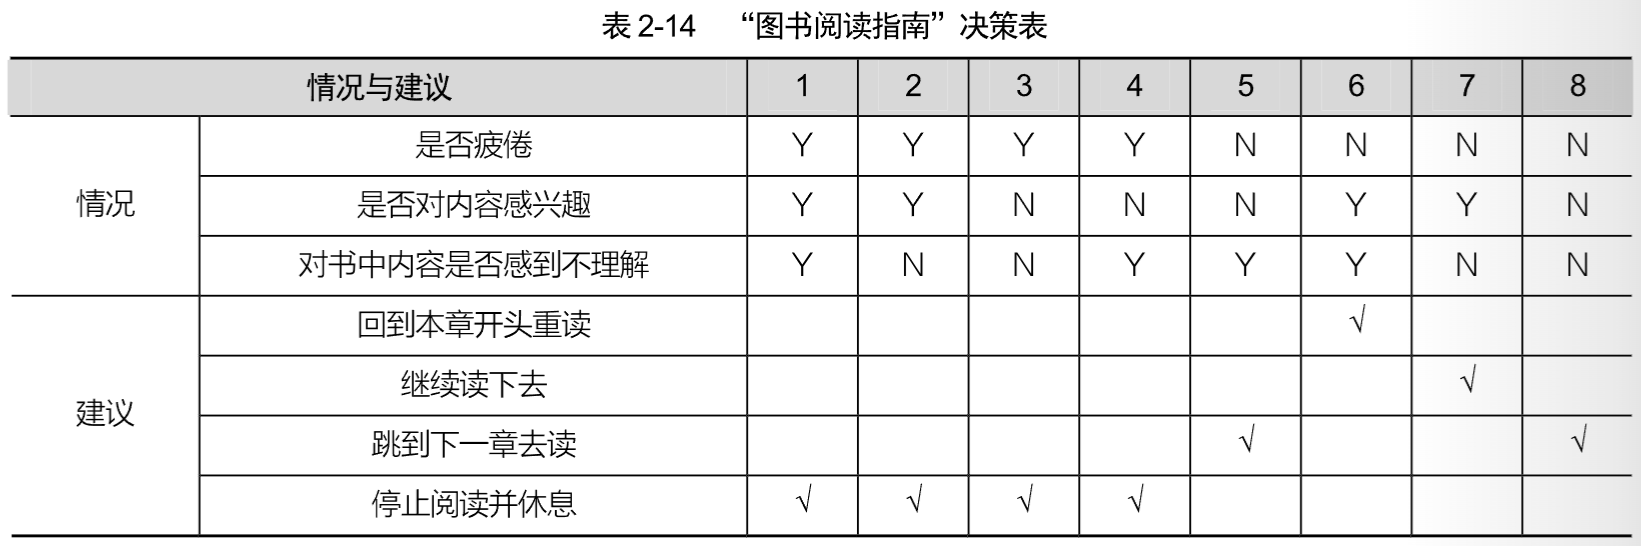 表 2-14 “图书阅读指南”决策表
情况与建议 1 2 3 4 5 6 7 8
情况 是否疲倦 Y Y Y Y N N N N
是否对内容感兴趣 Y Y N N N Y Y N
对书中内容是否感到不理解 Y N N Y Y Y N N
建议 回到本章开头重读 √
继续读下去 √
跳到下一章去读 √ √
停止阅读并休息 √ √ √ √